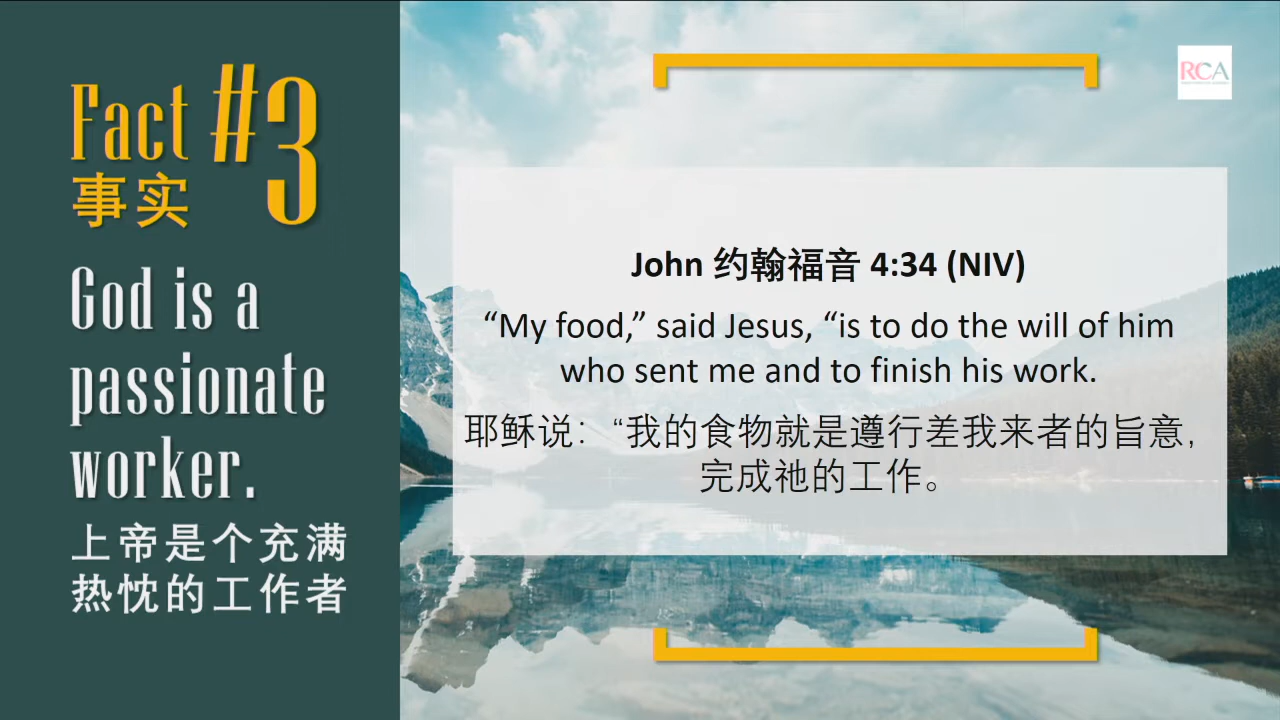 Fact #3
事实
God is a
passionate
worker.
上帝是个充满
热忱的工作者
RCA
John 约翰福音 4:34 (NIV)
“My food,” said Jesus, “is to do the will of him
who sent me and to finish his work.
耶稣说：“我的食物就是遵行差我来者的旨意，
完成祂的工作。